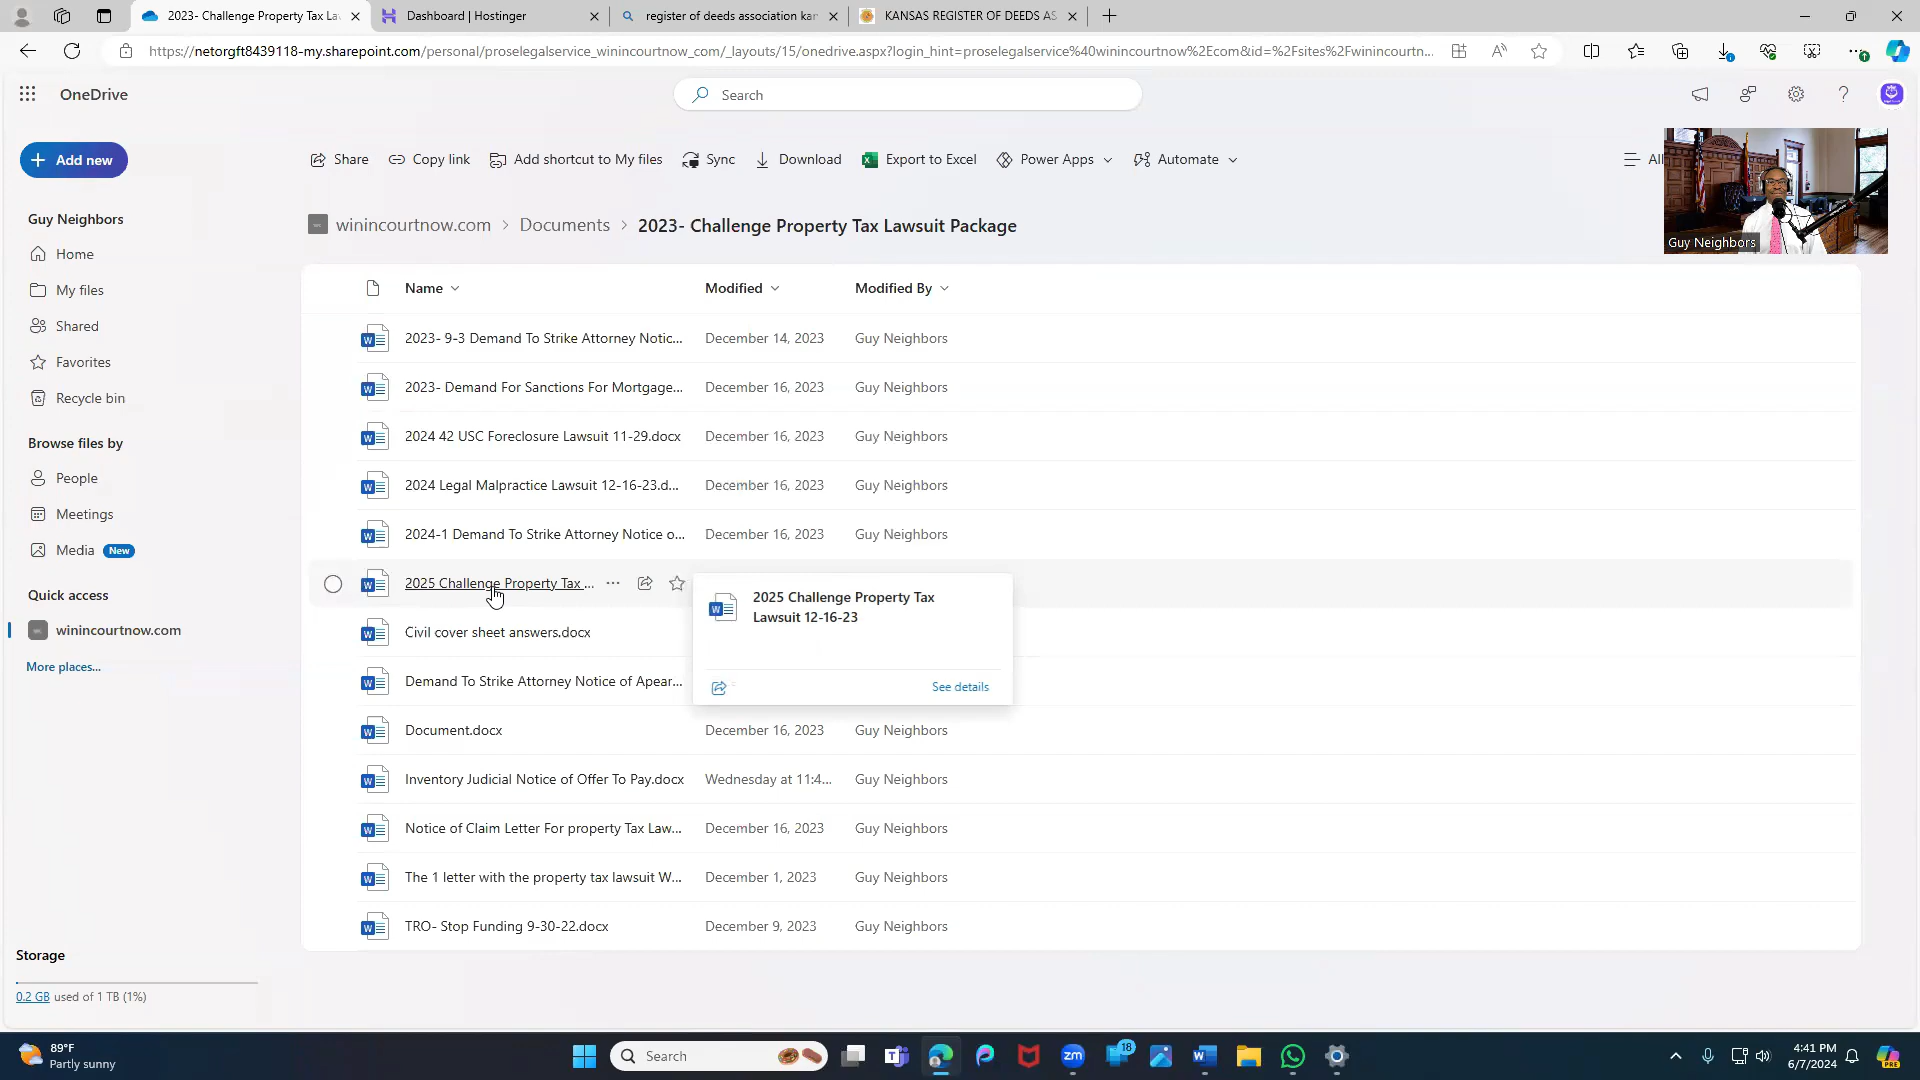 2023- Challenge Property Tax La
Dashboard | Hostinger
register of deeds association kan
KANSAS REGISTER OF DEEDS AS
https://netorgft8439118-my.sharepoint.com/personal/proselegalservice_winincourtnow_com/_layouts/15/onedrive.aspx?login_hint=proselegalservice%40winincourtnow%2Ecom&id=%2Fsites%2Fwinincourtn...
OneDrive
Search
Add new
Share
Copy link
Add shortcut to My files
Sync
Download
Export to Excel
Power Apps
Automate
All
Guy Neighbors
Guy Neighbors
Home
My files
Shared
Favorites
Recycle bin
Browse files by
People
Meetings
Media New
Quick access
winincourtnow.com
More places...
winincourtnow.com > Documents > 2023- Challenge Property Tax Lawsuit Package
Name Modified Modified By
2023- 9-3 Demand To Strike Attorney Notic... December 14, 2023 Guy Neighbors
2023- Demand For Sanctions For Mortgage... December 16, 2023 Guy Neighbors
2024 42 USC Foreclosure Lawsuit 11-29.docx December 16, 2023 Guy Neighbors
2024 Legal Malpractice Lawsuit 12-16-23.d... December 16, 2023 Guy Neighbors
2024-1 Demand To Strike Attorney Notice o... December 16, 2023 Guy Neighbors
2025 Challenge Property Tax ...
2025 Challenge Property Tax
Lawsuit 12-16-23
See details
Civil cover sheet answers.docx
Demand To Strike Attorney Notice of Apear...
Document.docx December 16, 2023 Guy Neighbors
Inventory Judicial Notice of Offer To Pay.docx Wednesday at 11:4... Guy Neighbors
Notice of Claim Letter For property Tax Law... December 16, 2023 Guy Neighbors
The 1 letter with the property tax lawsuit W... December 1, 2023 Guy Neighbors
TRO- Stop Funding 9-30-22.docx December 9, 2023 Guy Neighbors
Storage
0.2 GB used of 1 TB (1%)
89°F
Partly sunny
Search
zm
18
4:41 PM
6/7/2024
PRE